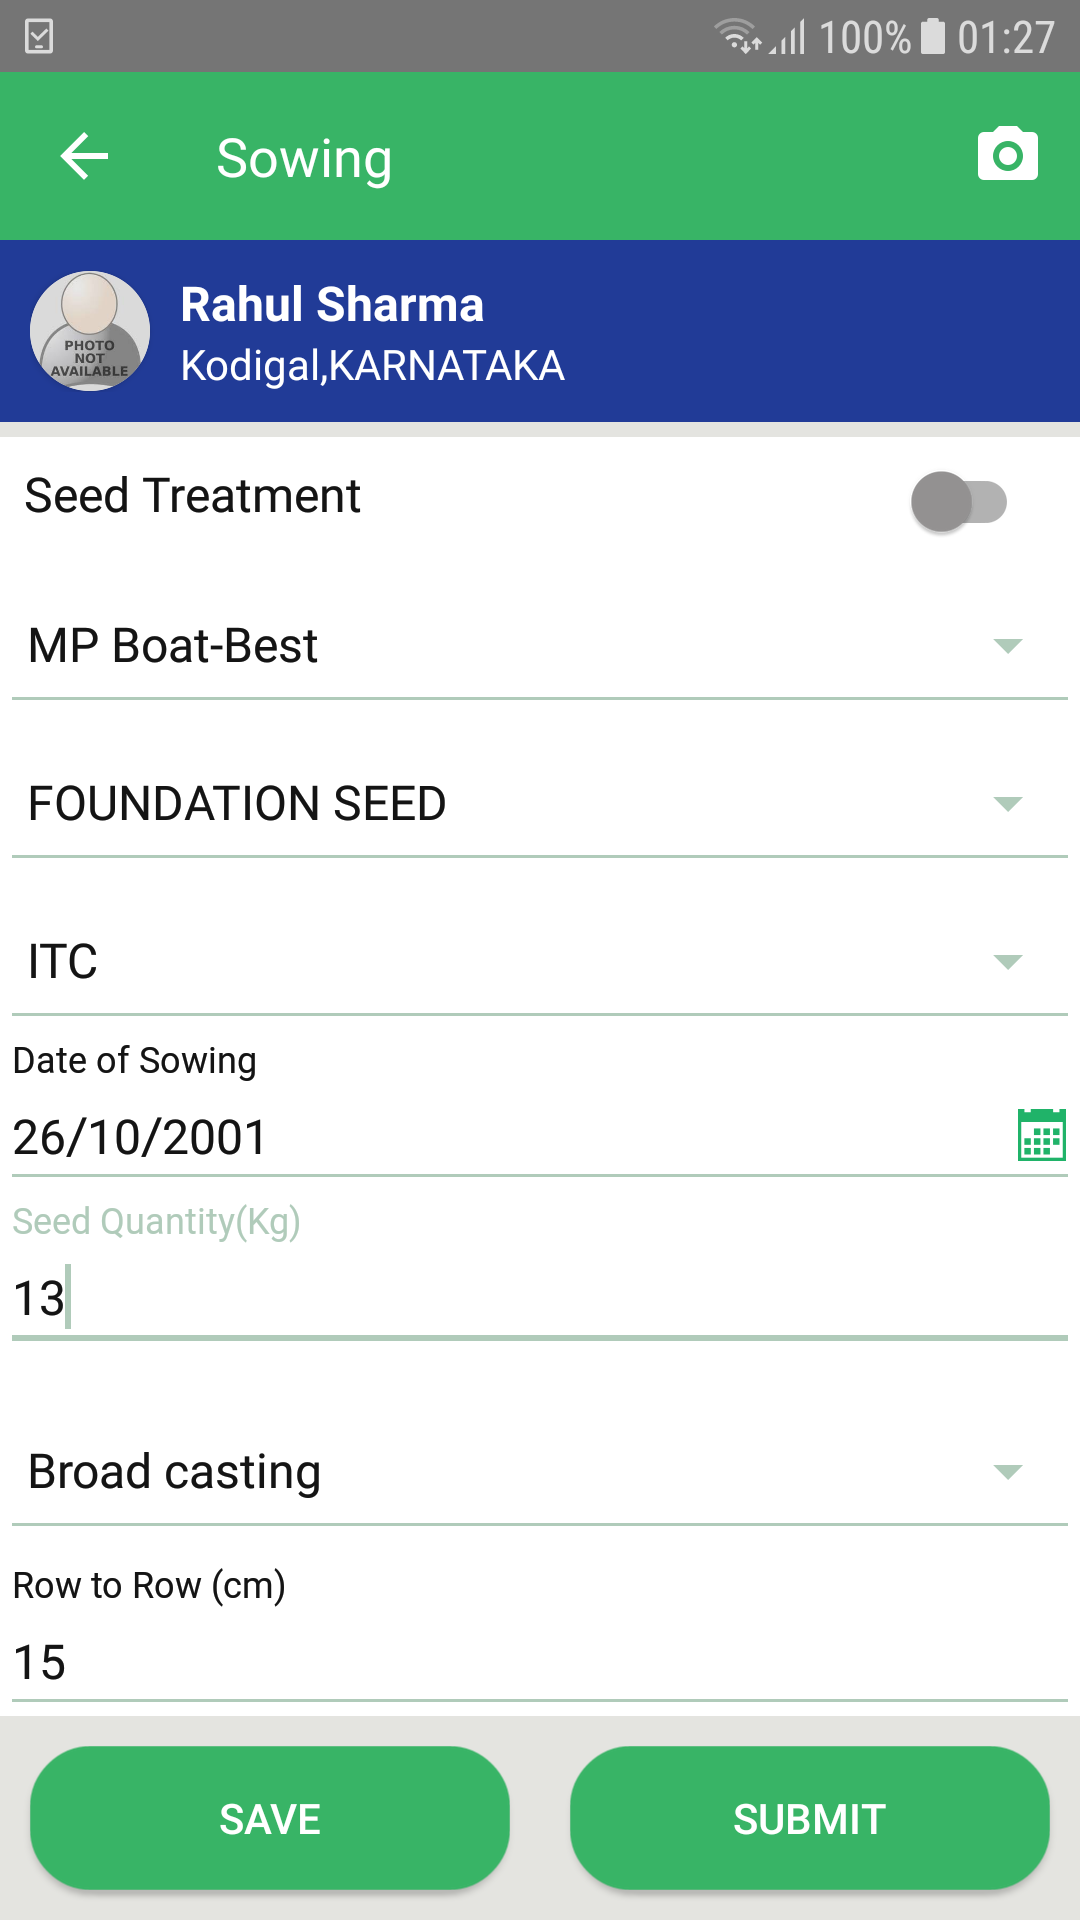 100% 01:27
Sowing
Rahul Sharma
Kodigal,KARNATAKA
PHOTO
NOT
AVAILABLE
Seed Treatment
MP Boat-Best
FOUNDATION SEED
ITC
Date of Sowing
26/10/2001
Seed Quantity(Kg)
13
Broad casting
Row to Row (cm)
15
SAVE SUBMIT